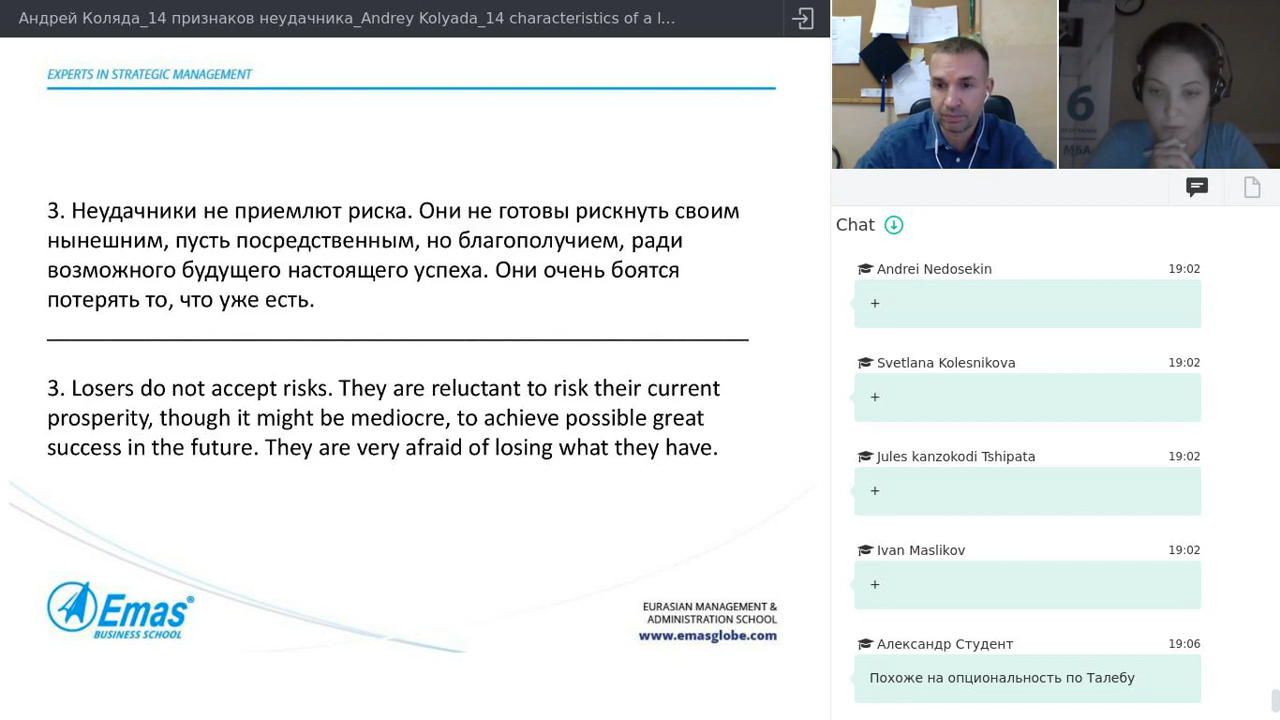 Андрей Коляда_14 признаков неудачника_Andrey Kolyada_14 characteristics of a l...
EXPERTS IN STRATEGIC MANAGEMENT
3. Неудачники не приемлют риска. Они не готовы рискнуть своим
нынешним, пусть посредственным, но благополучием, ради
возможного будущего настоящего успеха. Они очень боятся
потерять то, что уже есть.
3. Losers do not accept risks. They are reluctant to risk their current
prosperity, though it might be mediocre, to achieve possible great
success in the future. They are very afraid of losing what they have.
Emas®
BUSINESS SCHOOL
EURASIAN MANAGEMENT &
ADMINISTRATION SCHOOL
www.emasglobe.com
6
МБА
Chat
Andrei Nedosekin 19:02
+
Svetlana Kolesnikova 19:02
+
Jules kanzokodi Tshipata 19:02
+
Ivan Maslikov 19:02
+
Александр Студент 19:06
Похоже на опциональность по Талебу